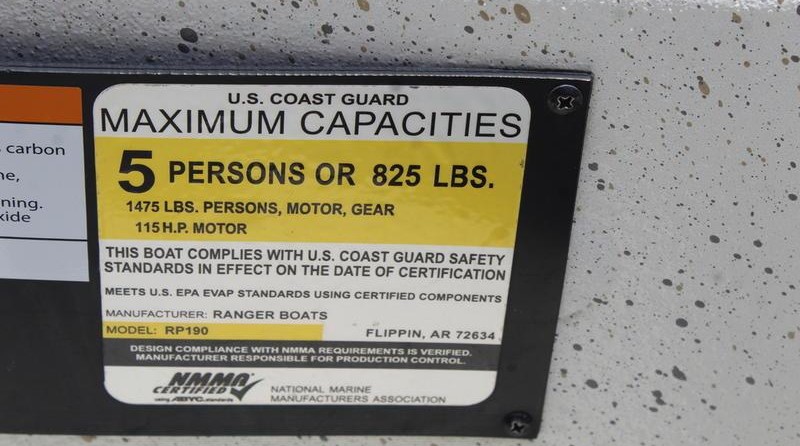 carbon
ne,
ning.
xide
U.S. COAST GUARD
MAXIMUM CAPACITIES
5 PERSONS OR 825 LBS.
1475 LBS. PERSONS, MOTOR, GEAR
115 H.P. MOTOR
THIS BOAT COMPLIES WITH U.S. COAST GUARD SAFETY
STANDARDS IN EFFECT ON THE DATE OF CERTIFICATION
MEETS U.S. EPA EVAP STANDARDS USING CERTIFIED COMPONENTS
MANUFACTURER: RANGER BOATS
MODEL: RP190
FLIPPIN, AR 72634
DESIGN COMPLIANCE WITH NMMA REQUIREMENTS IS VERIFIED.
MANUFACTURER RESPONSIBLE FOR PRODUCTION CONTROL.
NMMA
CERTIFIED
using ABYC standards
NATIONAL MARINE
MANUFACTURERS ASSOCIATION